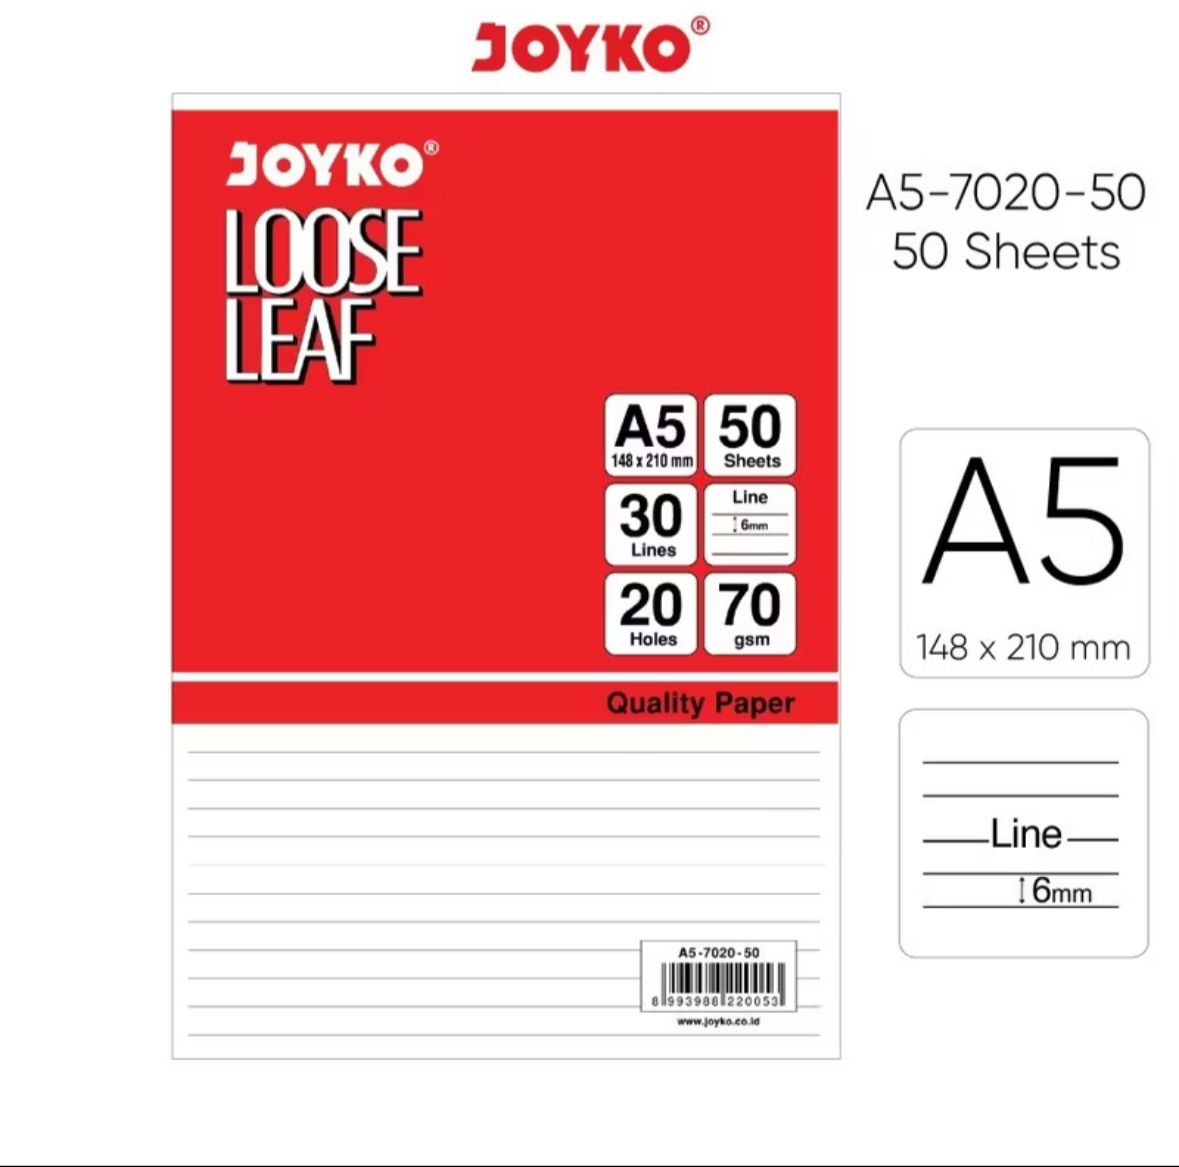 JOYKO®
JOYKO®
LOOSE
LEAF
A5
148 x 210 mm
50
Sheets
30
Lines
Line
6mm
20
Holes
70
gsm
Quality Paper
A5-7020-50
8 993988 220053
www.joyko.co.id
A5-7020-50
50 Sheets
A5
148 x 210 mm
Line
6mm